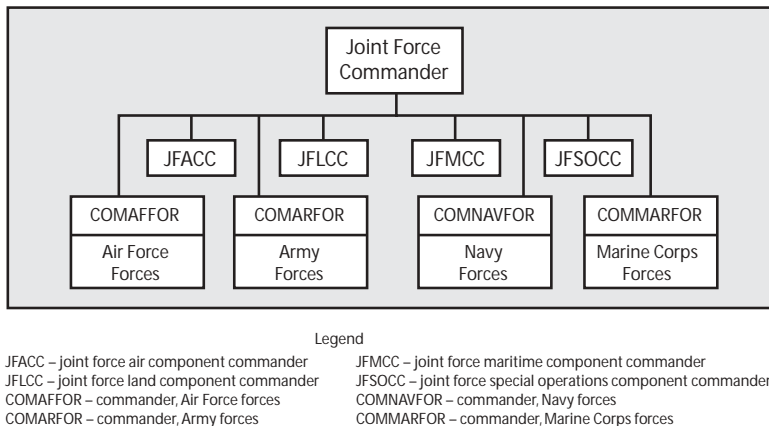 Joint Force
Commander
JFACC
JFLCC
JFMCC
JFSOCC
COMAFFOR
COMARFOR
COMNAVFOR
COMMARFOR
Air Force
Forces
Army
Forces
Navy
Forces
Marine Corps
Forces
Legend
JFACC – joint force air component commander
JFLCC – joint force land component commander
COMAFFOR – commander, Air Force forces
COMARFOR – commander, Army forces
JFMCC – joint force maritime component commander
JFSOCC – joint force special operations component commander
COMNAVFOR – commander, Navy forces
COMMARFOR – commander, Marine Corps forces